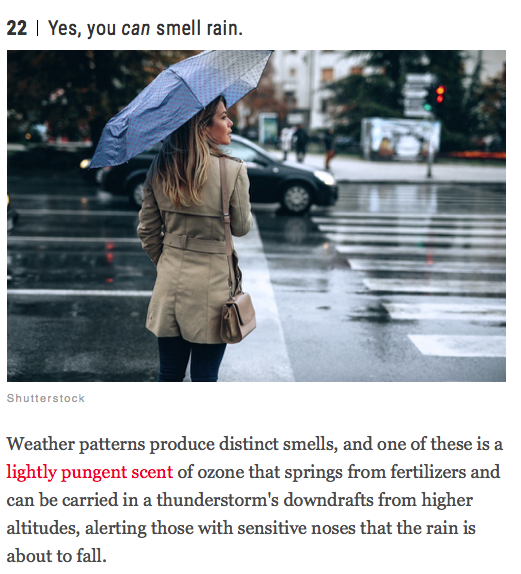 22 | Yes, you can smell rain.
Shutterstock
Weather patterns produce distinct smells, and one of these is a
lightly pungent scent of ozone that springs from fertilizers and
can be carried in a thunderstorm's downdrafts from higher
altitudes, alerting those with sensitive noses that the rain is
about to fall.